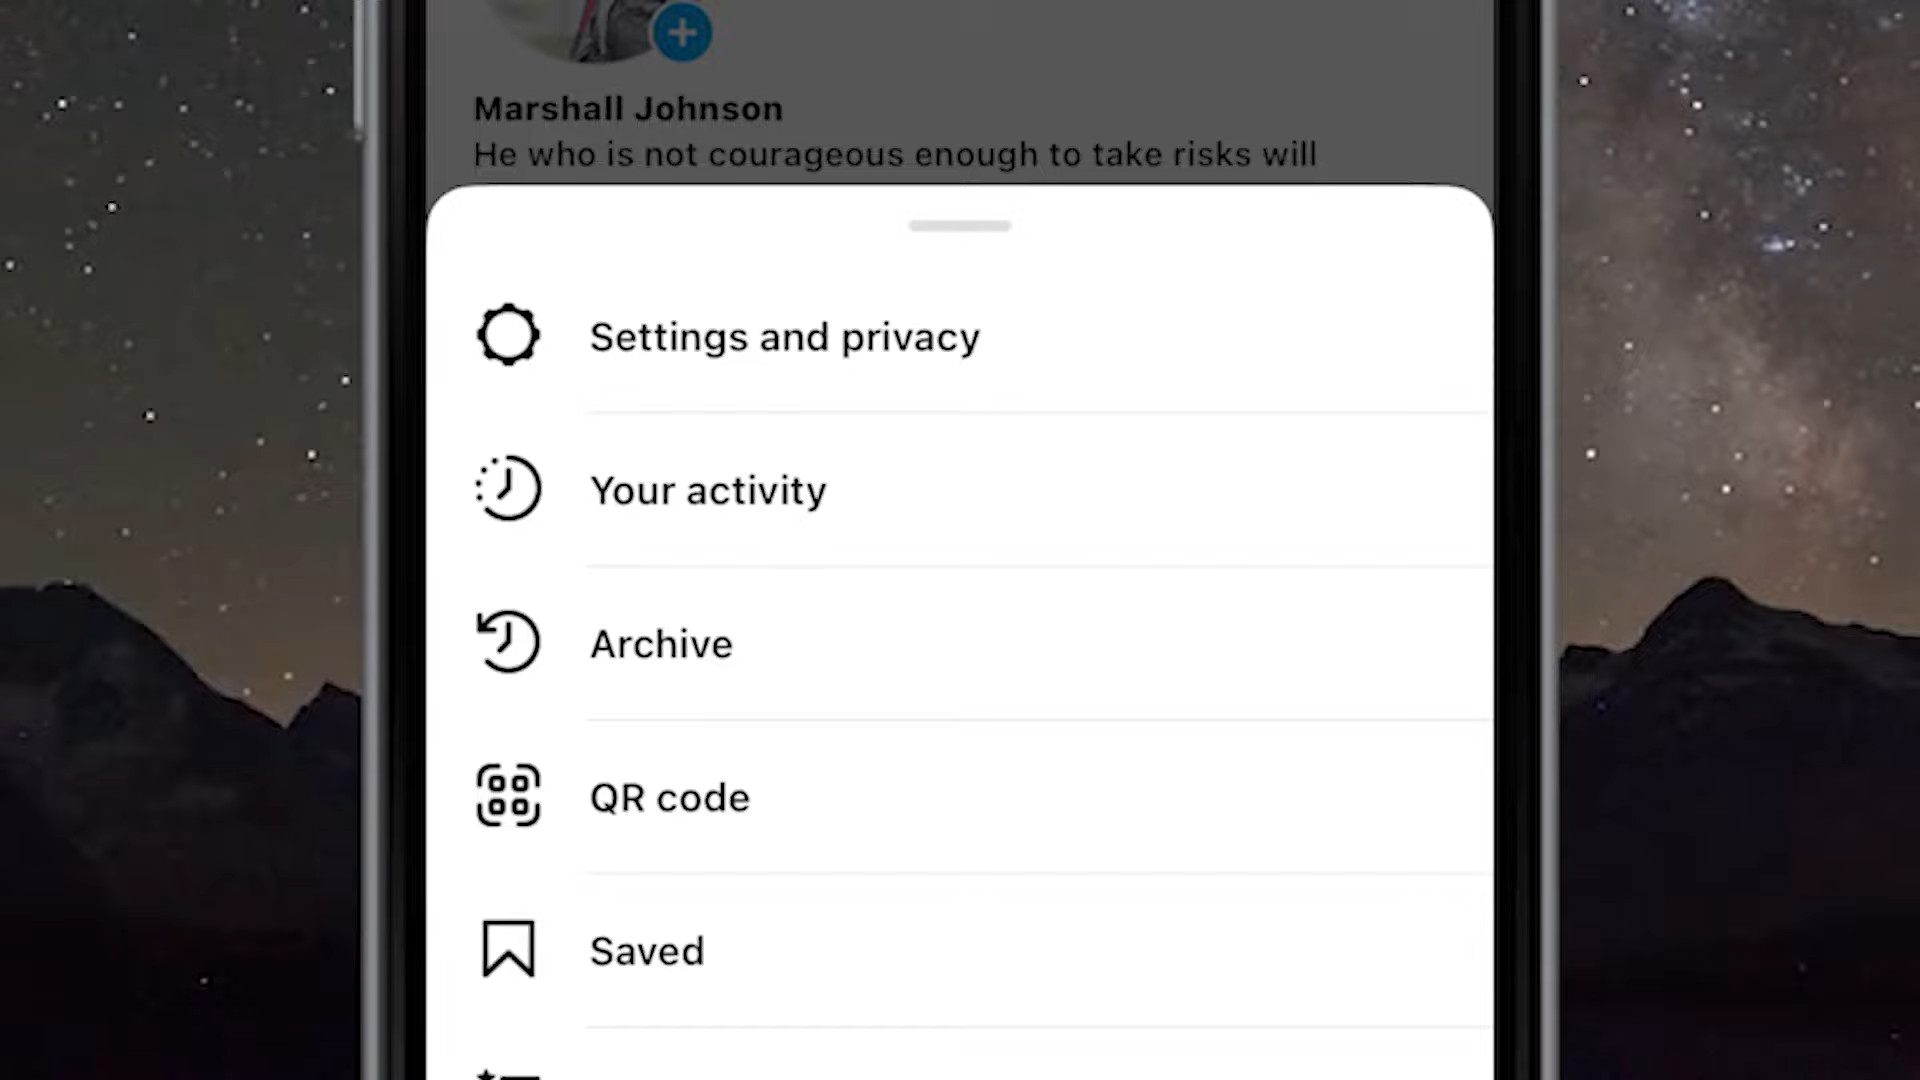 Marshall Johnson
He who is not courageous enough to take risks will
Settings and privacy
Your activity
Archive
QR code
Saved